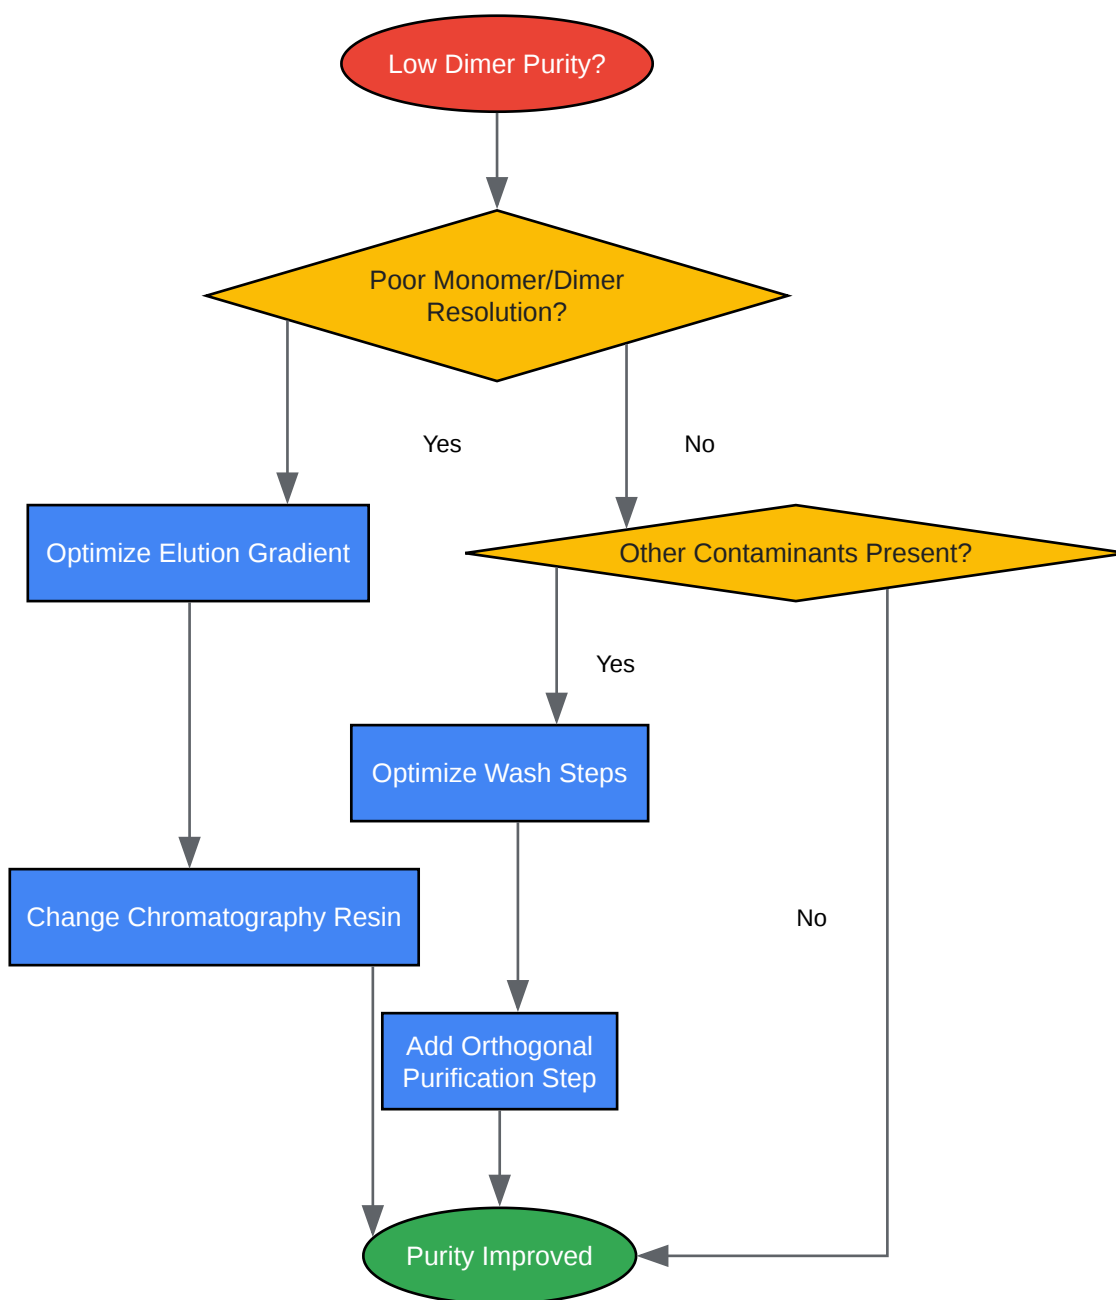 Low Dimer Purity?
Poor Monomer/Dimer
Resolution?
Yes
No
Optimize Elution Gradient
Other Contaminants Present?
Yes
Optimize Wash Steps
Change Chromatography Resin
No
Add Orthogonal
Purification Step
Purity Improved